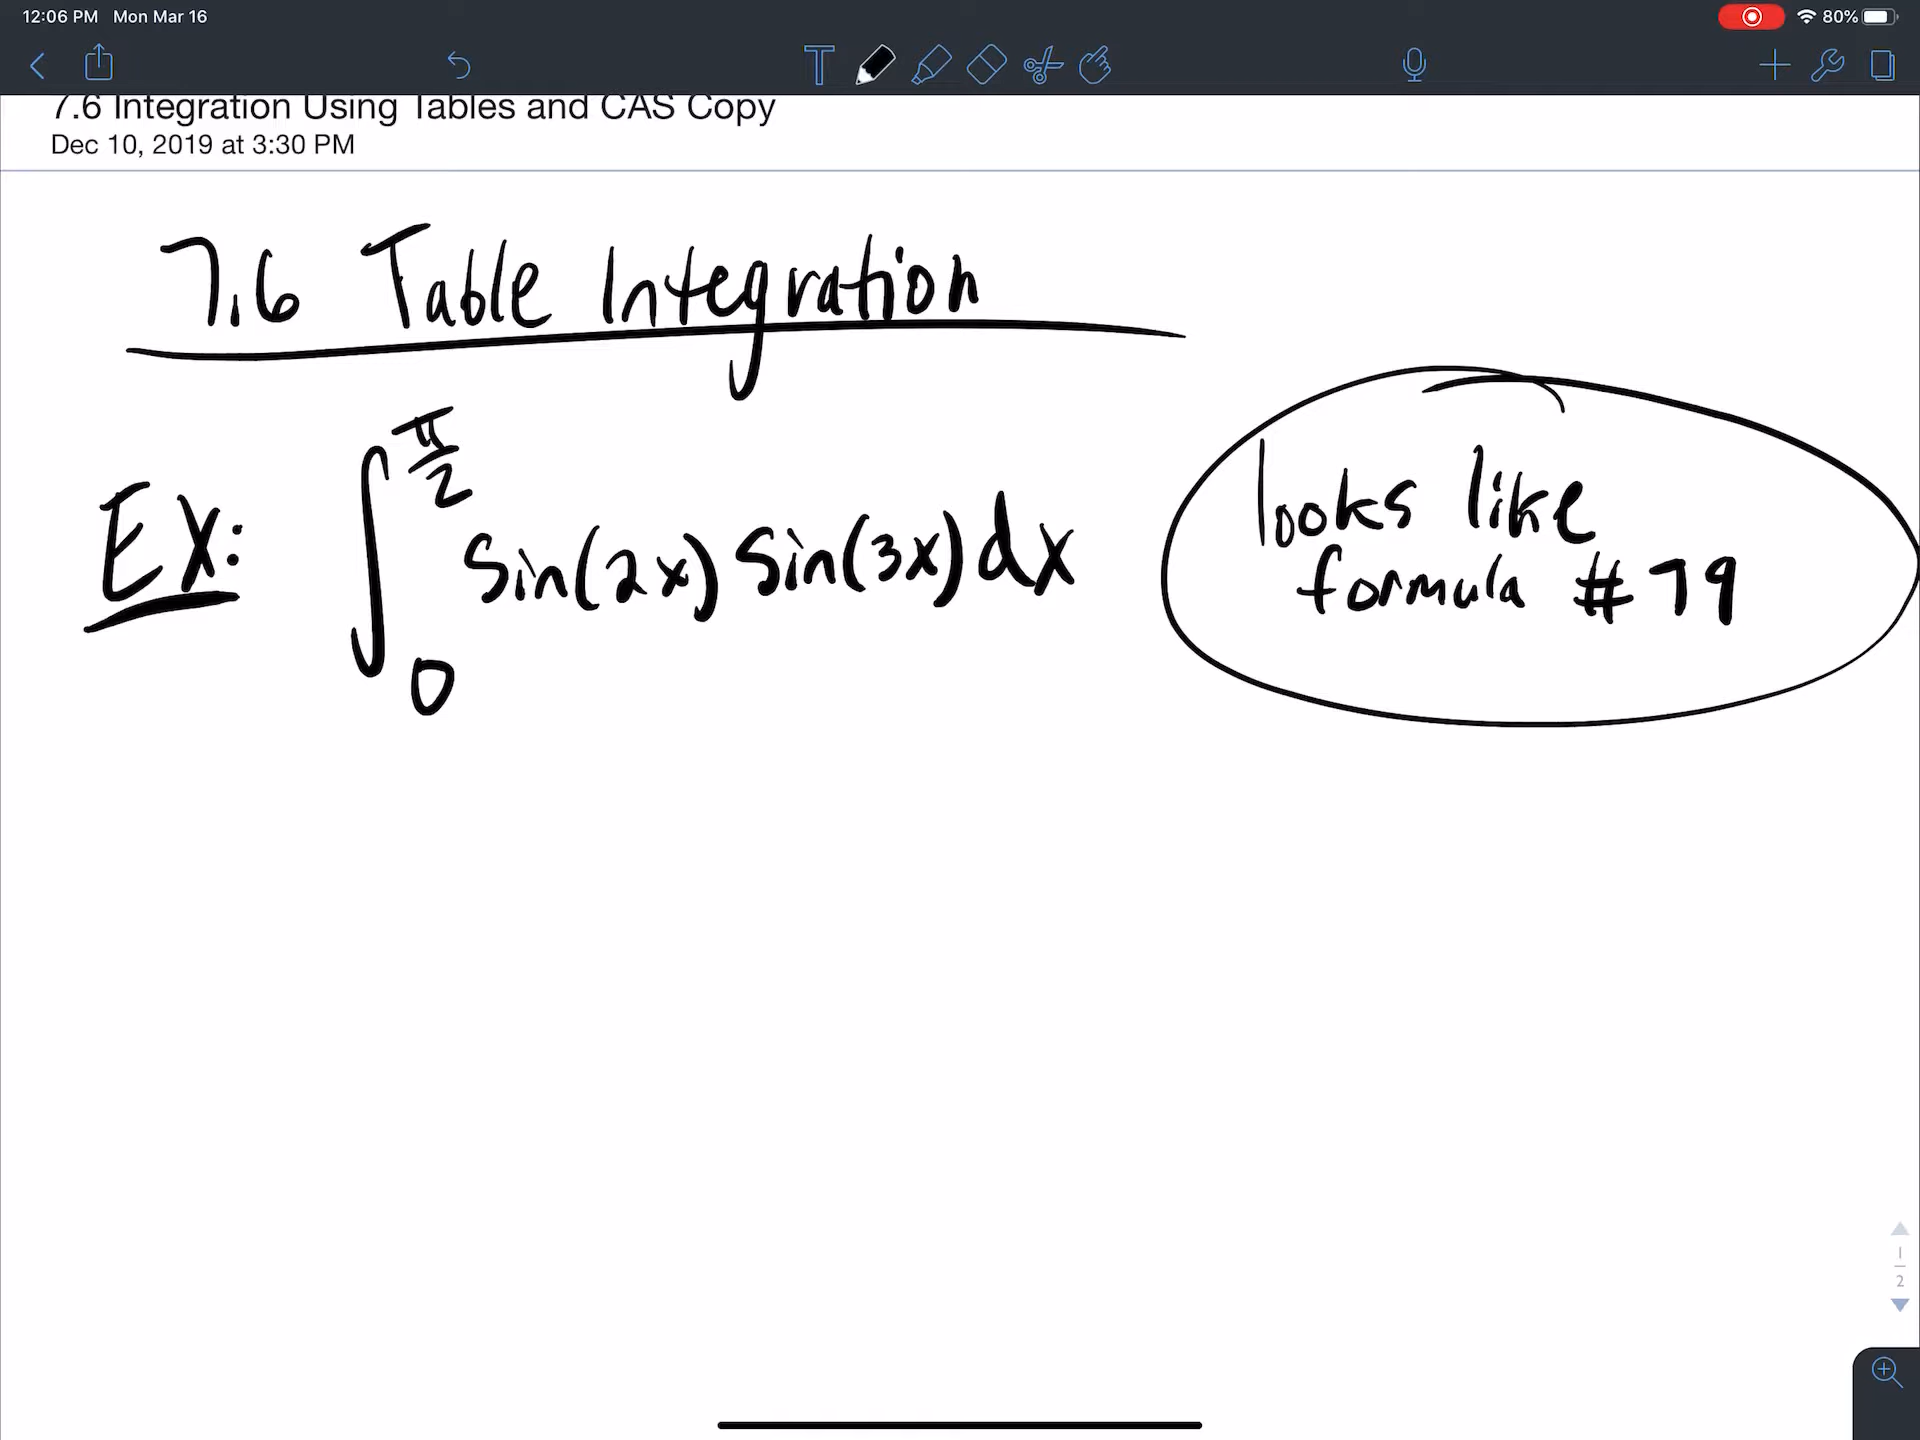 12:06 PM Mon Mar 16 80%
7.6 Integration Using Tables and CAS Copy
Dec 10, 2019 at 3:30 PM
7.6 Table Integration
EX: ∫₀^(π/2) sin(2x) sin(3x) dx
looks like
formula #79
1
2